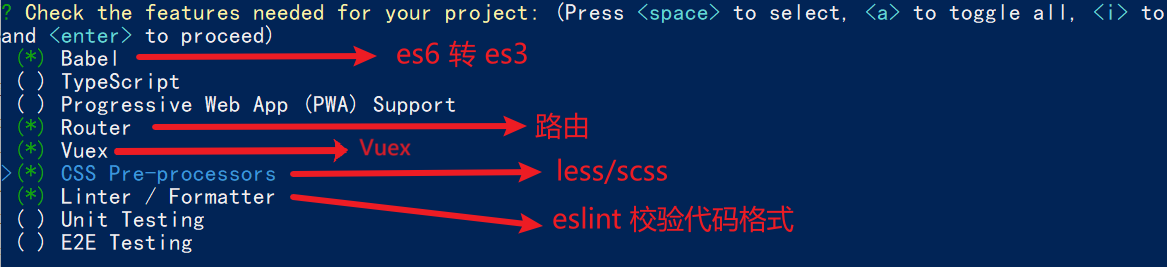 ? Check the features needed for your project: (Press <space> to select, <a> to toggle all, <i> to
and <enter> to proceed)
(*) Babel es6 转 es3
( ) TypeScript
( ) Progressive Web App (PWA) Support
(*) Router 路由
(*) Vuex Vuex
>(*) CSS Pre-processors less/scss
(*) Linter / Formatter eslint 校验代码格式
( ) Unit Testing
( ) E2E Testing